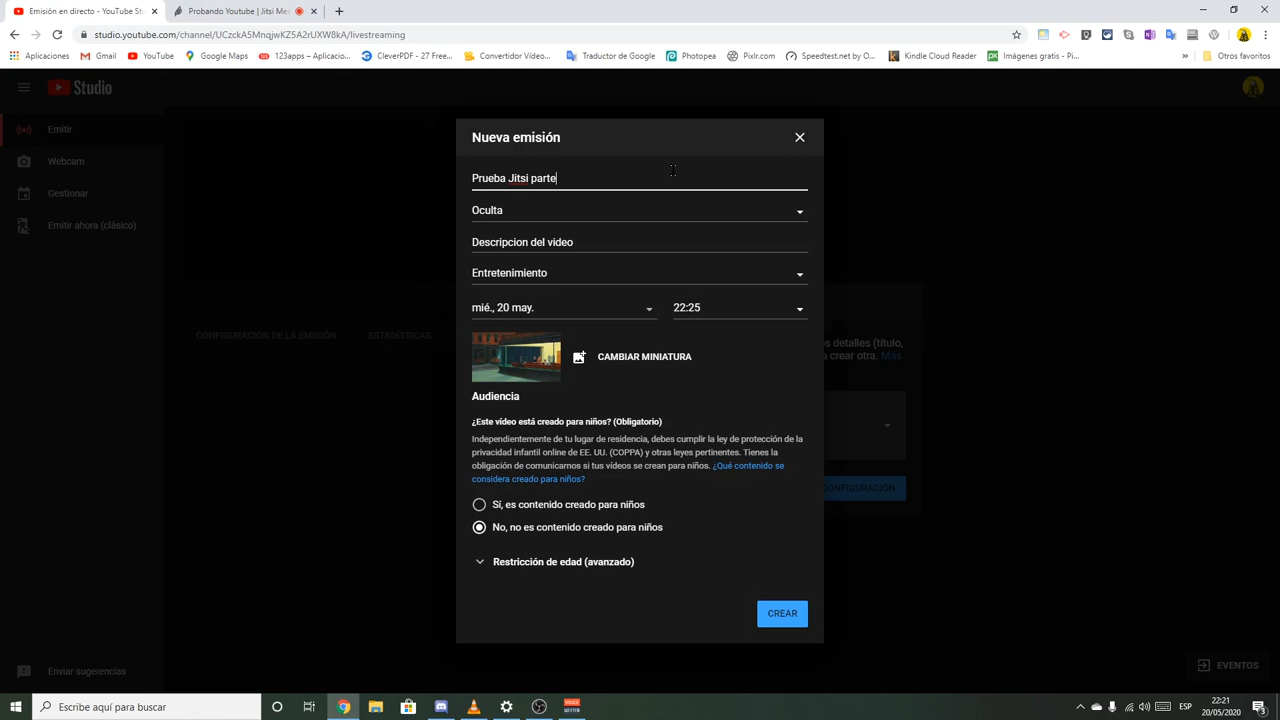 Emisión en directo - YouTube Stu
Probando Youtube | Jitsi Me
studio.youtube.com/channel/UCzckA5MnqjwKZ5A2rUXW8kA/livestreaming
Aplicaciones
Gmail
YouTube
Google Maps
123apps – Aplicacio...
CleverPDF - 27 Free...
Convertidor Vídeo...
Traductor de Google
Photopea
Pixlr.com
Speedtest.net by O...
Kindle Cloud Reader
Imágenes gratis - Pi...
»
Otros favoritos
Studio
Emitir
Webcam
Gestionar
Emitir ahora (clásico)
Nueva emisión
Prueba Jitsi parte
Oculta
Descripcion del video
Entretenimiento
mié., 20 may.
22:25
CONFIGURACIÓN DE LA EMISIÓN
ESTADÍSTICAS
s detalles (título,
o crear otra. Más
CAMBIAR MINIATURA
Audiencia
¿Este vídeo está creado para niños? (Obligatorio)
Independientemente de tu lugar de residencia, debes cumplir la ley de protección de la
privacidad infantil online de EE. UU. (COPPA) y otras leyes pertinentes. Tienes la
obligación de comunicarnos si tus vídeos se crean para niños. ¿Qué contenido se
considera creado para niños?
CONFIGURACIÓN
Sí, es contenido creado para niños
No, no es contenido creado para niños
Restricción de edad (avanzado)
CREAR
Enviar sugerencias
EVENTOS
Escribe aquí para buscar
ESP
22:21
20/05/2020
3